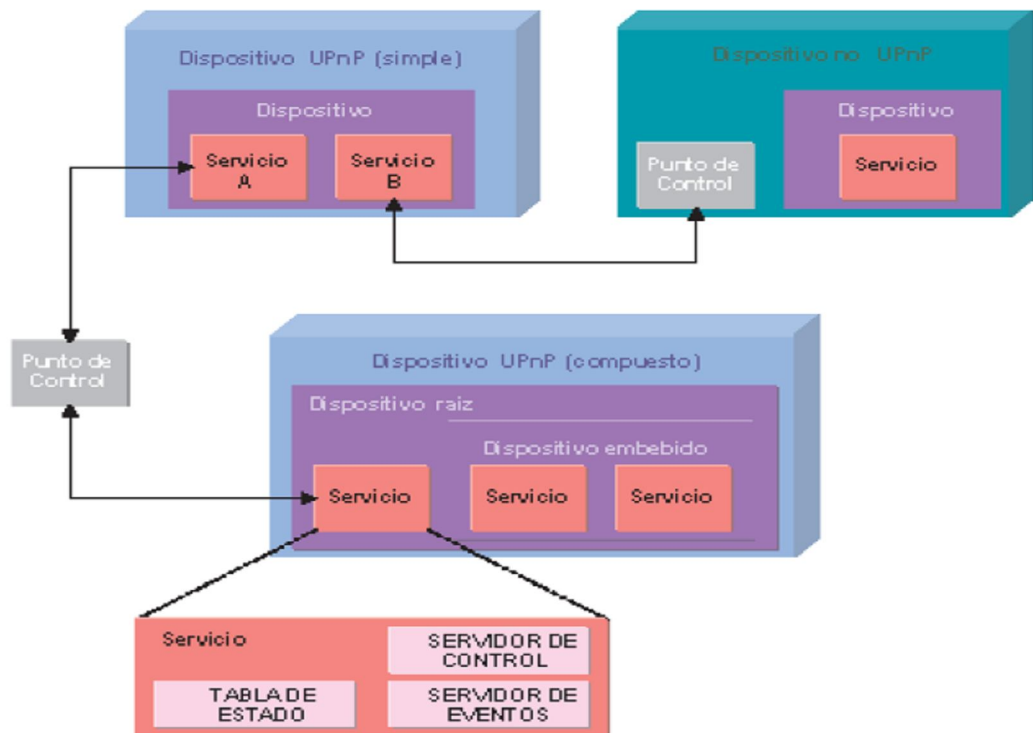 Dispositivo UPnP (simple)
Dispositivo
Servicio
A
Servicio
B
Dispositivo no UPnP
Dispositivo
Punto de
Control
Servicio
Punto de
Control
Dispositivo UPnP (compuesto)
Dispositivo raiz
Dispositivo embebido
Servicio
Servicio
Servicio
Servicio
SERVIDOR DE
CONTROL
TABLA DE
ESTADO
SERVIDOR DE
EVENTOS